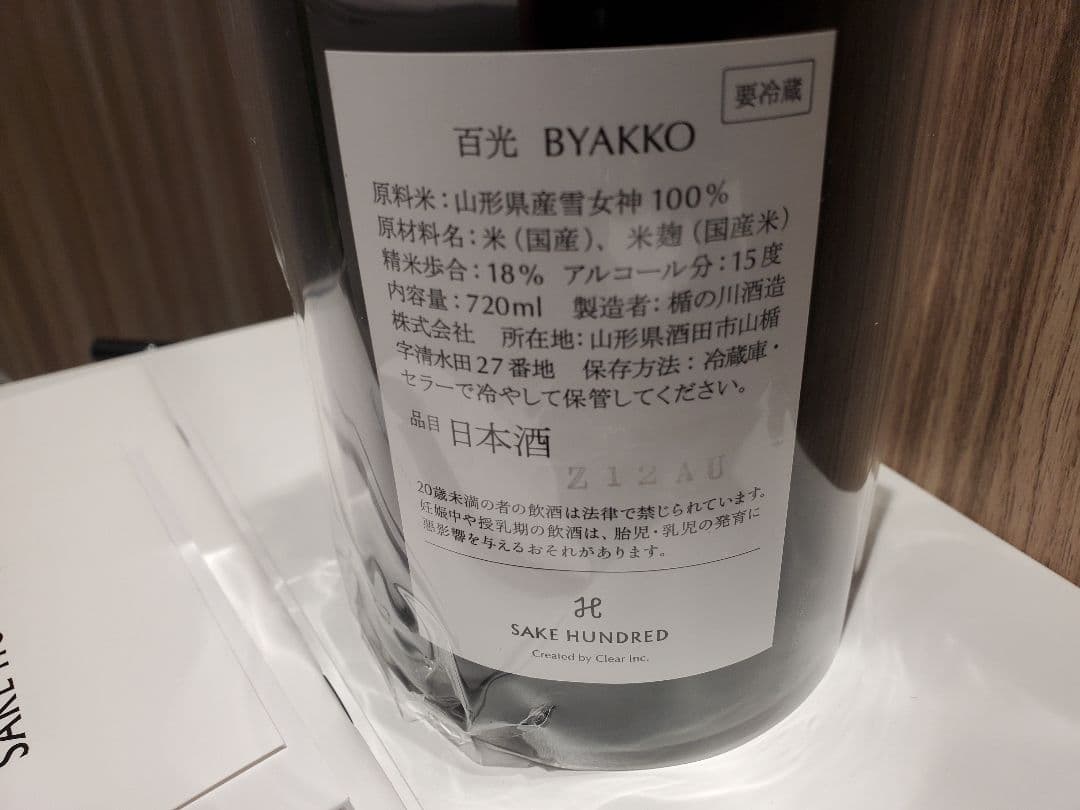 要冷蔵
百光 BYAKKO
原料米：山形県産雪女神 100%
原材料名：米（国産）、米麹（国産米）
精米歩合：18% アルコール分：15度
内容量：720ml 製造者：楯の川酒造
株式会社 所在地：山形県酒田市山楯
字清水田27番地 保存方法：冷蔵庫・
セラーで冷やして保管してください。
品目 日本酒
Z12AU
20歳未満の者の飲酒は法律で禁じられています。
妊娠中や授乳期の飲酒は、胎児・乳児の発育に
悪影響を与えるおそれがあります。
SAKE HUNDRED
Created by Clear Inc.
SAKE HU